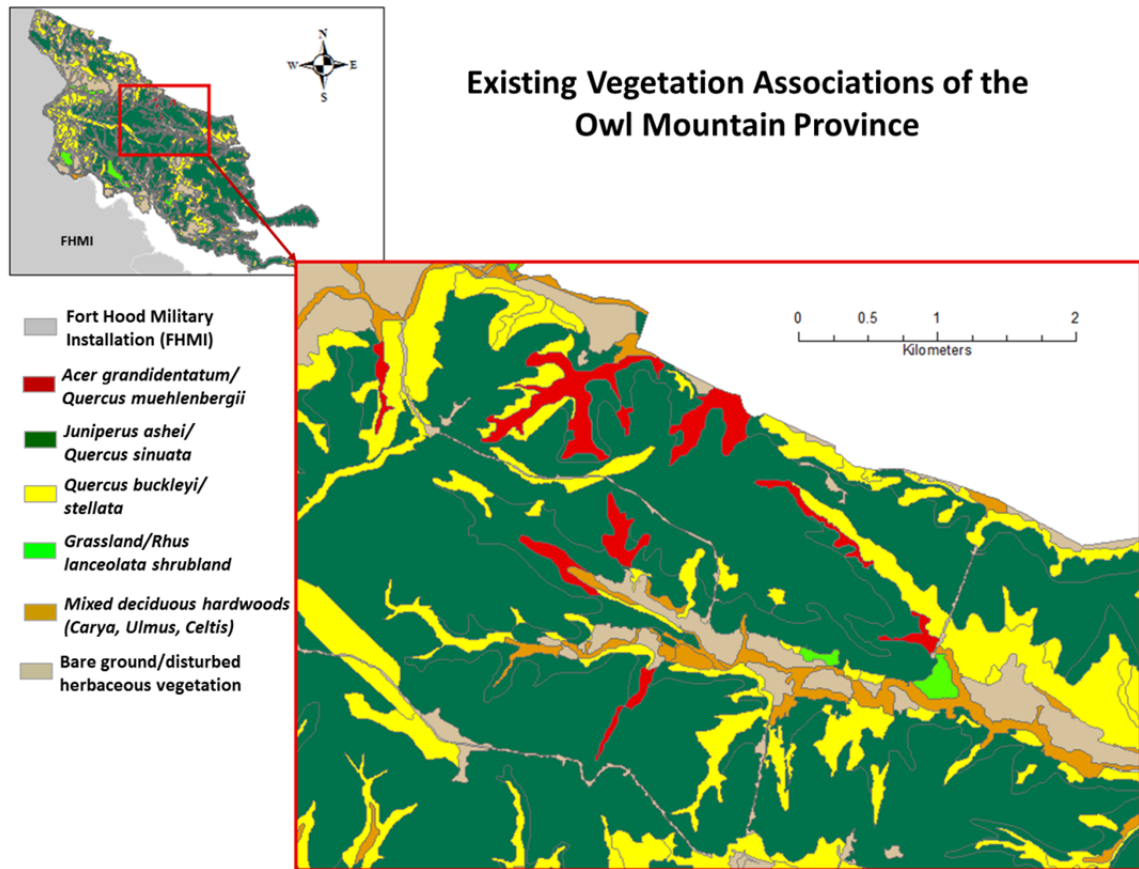 Existing Vegetation Associations of the
Owl Mountain Province
N
W
E
S
FHMI
Fort Hood Military
Installation (FHMI)
Acer grandidentatum/
Quercus muehlenbergii
Juniperus ashei/
Quercus sinuata
Quercus buckleyi/
stellata
Grassland/Rhus
lanceolata shrubland
Mixed deciduous hardwoods
(Carya, Ulmus, Celtis)
Bare ground/disturbed
herbaceous vegetation
0 0.5 1 2
Kilometers